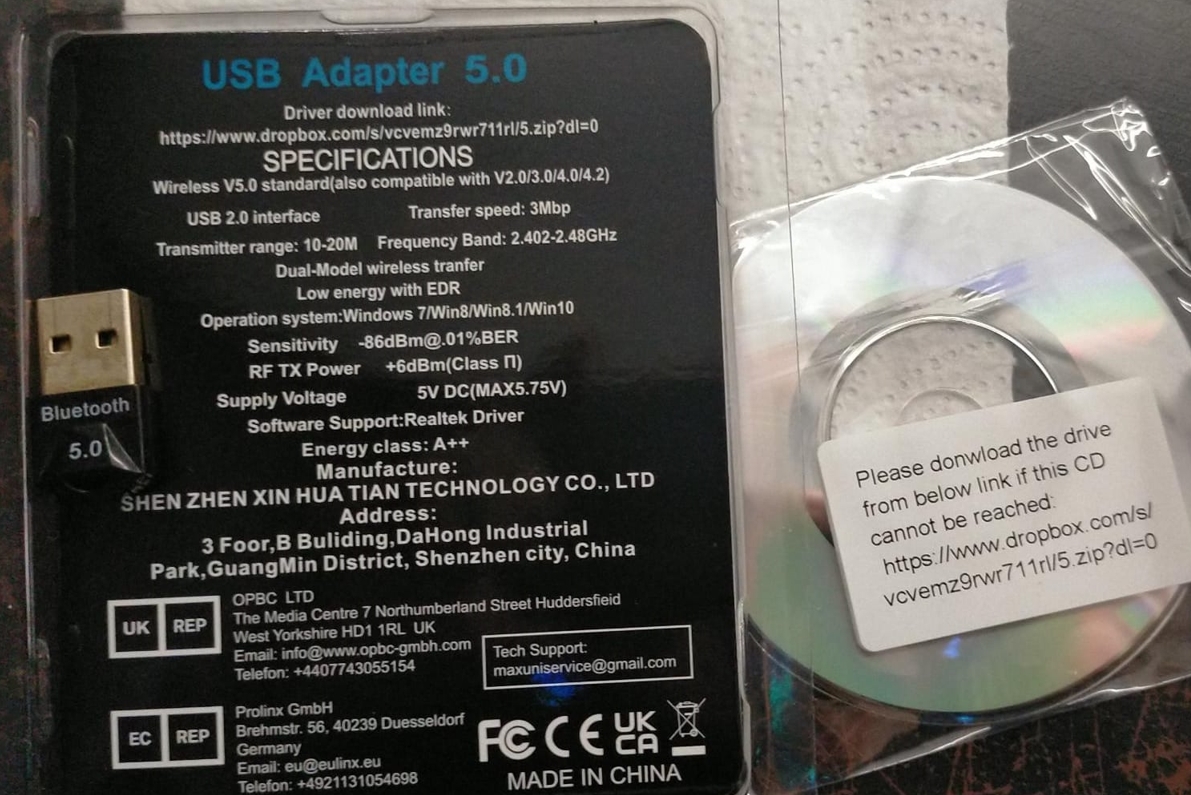 USB Adapter 5.0
Driver download link:
https://www.dropbox.com/s/vcvemz9rwr711rl/5.zip?dl=0
SPECIFICATIONS
Wireless V5.0 standard(also compatible with V2.0/3.0/4.0/4.2)
USB 2.0 interface Transfer speed: 3Mbp
Transmitter range: 10-20M Frequency Band: 2.402-2.48GHz
Dual-Model wireless tranfer
Low energy with EDR
Operation system:Windows 7/Win8/Win8.1/Win10
Sensitivity -86dBm@.01%BER
RF TX Power +6dBm(Class Π)
Supply Voltage 5V DC(MAX5.75V)
Software Support:Realtek Driver
Energy class: A++
Manufacture:
SHEN ZHEN XIN HUA TIAN TECHNOLOGY CO., LTD
Address:
3 Foor,B Buliding,DaHong Industrial
Park,GuangMin District, Shenzhen city, China
UK REP
OPBC LTD
The Media Centre 7 Northumberland Street Huddersfield
West Yorkshire HD1 1RL UK
Email: info@www.opbc-gmbh.com
Telefon: +4407743055154
Tech Support:
maxuniservice@gmail.com
EC REP
Prolinx GmbH
Brehmstr. 56, 40239 Duesseldorf
Germany
Email: eu@eulinx.eu
Telefon: +4921131054698
FC CE UK CA
MADE IN CHINA
Bluetooth
5.0
Please donwload the drive
from below link if this CD
cannot be reached:
https://www.dropbox.com/s/
vcvemz9rwr711rl/5.zip?dl=0